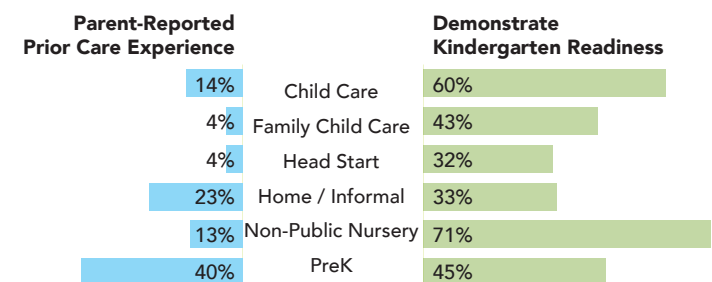 Parent-Reported
Prior Care Experience
Demonstrate
Kindergarten Readiness
14% Child Care 60%
4% Family Child Care 43%
4% Head Start 32%
23% Home / Informal 33%
13% Non-Public Nursery 71%
40% PreK 45%